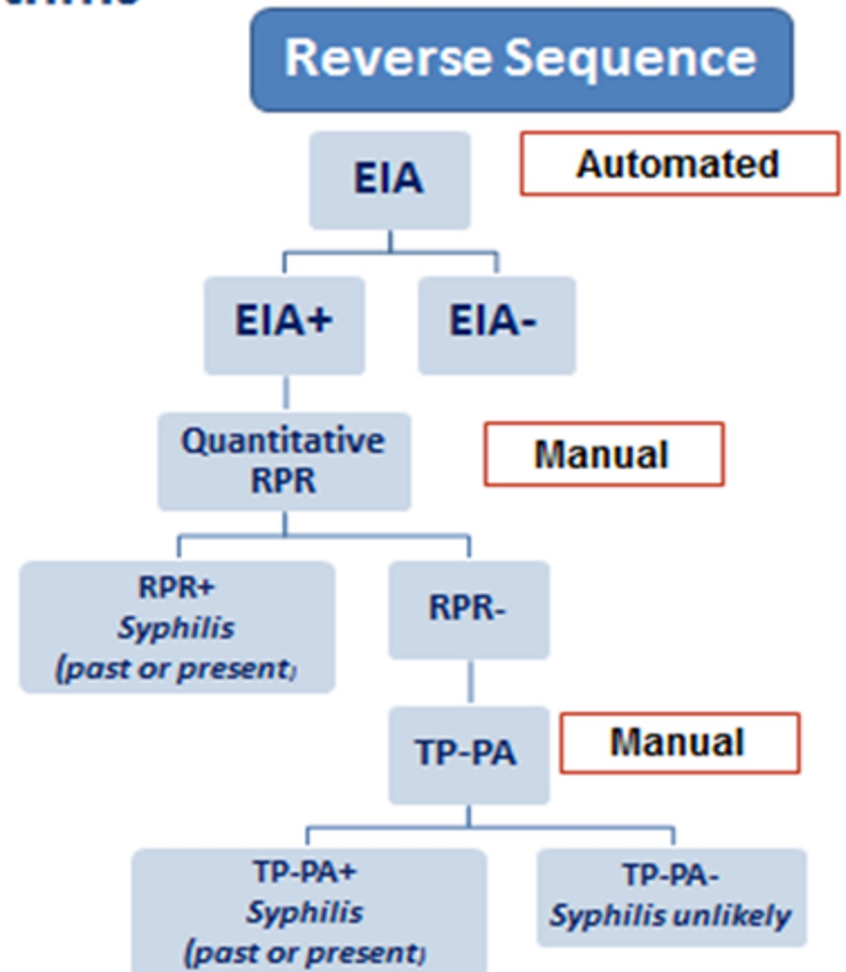 Reverse Sequence
EIA
Automated
EIA+
EIA-
Quantitative
RPR
Manual
RPR+
Syphilis
(past or present)
RPR-
TP-PA
Manual
TP-PA+
Syphilis
(past or present)
TP-PA-
Syphilis unlikely